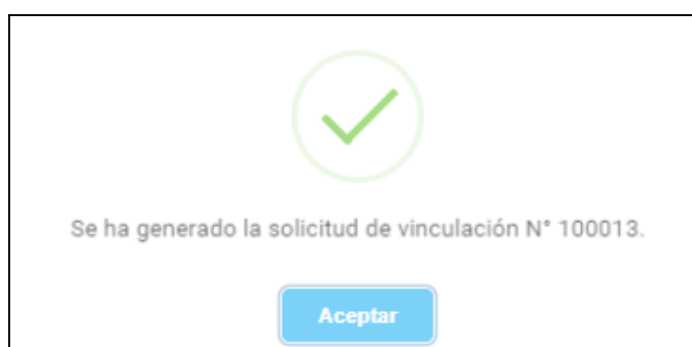 Se ha generado la solicitud de vinculación N° 100013.
Aceptar